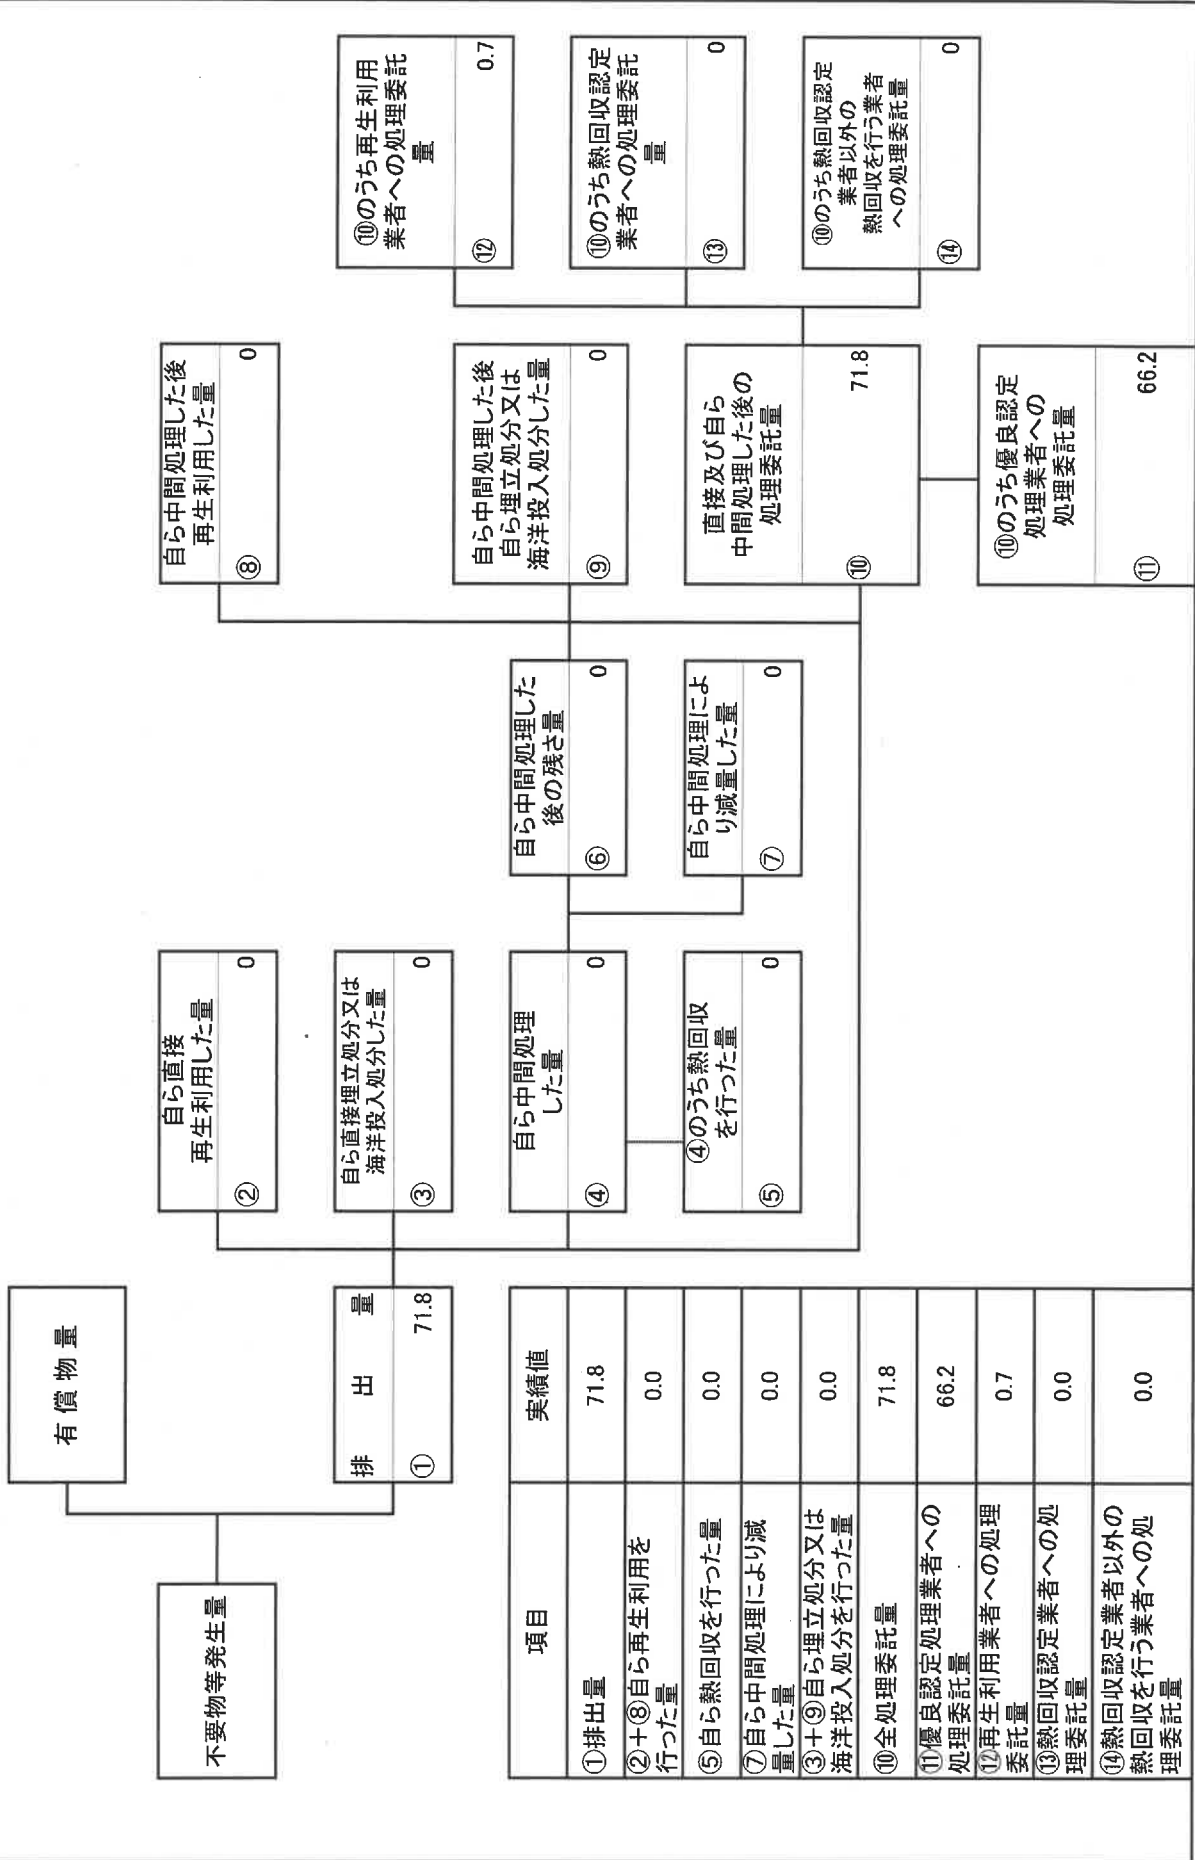 有償物量
不要物等発生量
排出量
① 71.8
自ら直接
再生利用した量
② 0
自ら直接埋立処分又は
海洋投入処分した量
③ 0
自ら中間処理
した量
④ 0
④のうち熱回収
を行った量
⑤ 0
自ら中間処理した
後の残さ量
⑥ 0
自ら中間処理によ
り減量した量
⑦ 0
自ら中間処理した後
再生利用した量
⑧ 0
自ら中間処理した後
自ら埋立処分又は
海洋投入処分した量
⑨ 0
直接及び自ら
中間処理した後の
処理委託量
⑩ 71.8
⑩のうち優良認定
処理業者への
処理委託量
⑪ 66.2
⑩のうち再生利用
業者への処理委託
量
⑫ 0.7
⑩のうち熱回収認定
業者への処理委託
量
⑬ 0
⑩のうち熱回収認定
業者以外の
熱回収を行う業者
への処理委託量
⑭ 0
項目 実績値
①排出量 71.8
②＋⑧自ら再生利用を
行った量 0.0
⑤自ら熱回収を行った量 0.0
⑦自ら中間処理により減
量した量 0.0
③＋⑨自ら埋立処分又は
海洋投入処分を行った量 0.0
⑩全処理委託量 71.8
⑪優良認定処理業者への
処理委託量 66.2
⑫再生利用業者への処理
委託量 0.7
⑬熱回収認定業者への処
理委託量 0.0
⑭熱回収認定業者以外の
熱回収を行う業者への処
理委託量 0.0